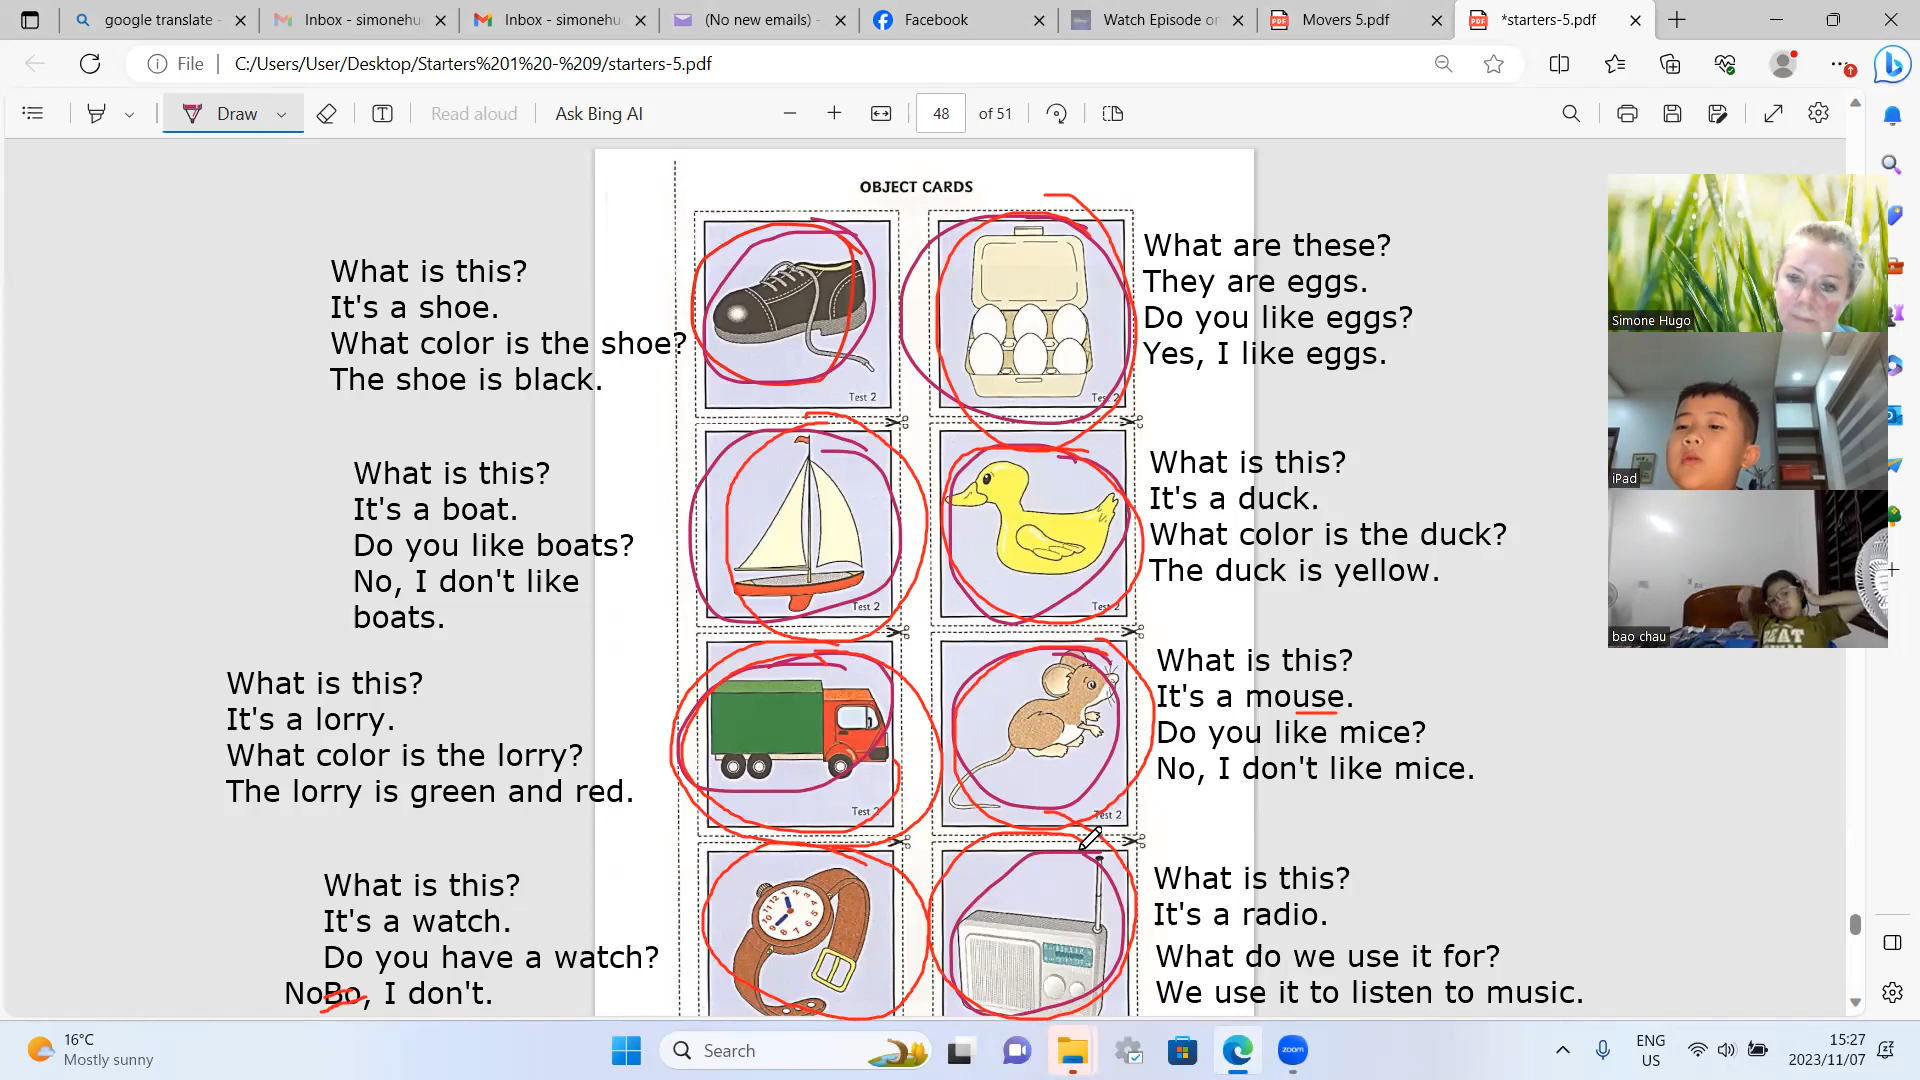 google translate -
Inbox - simonehu
Inbox - simonehu
(No new emails) -
Facebook
Watch Episode on
Movers 5.pdf
*starters-5.pdf
File
C:/Users/User/Desktop/Starters%201%20-%209/starters-5.pdf
Draw
Read aloud
Ask Bing AI
48 of 51
OBJECT CARDS
What is this?
It's a shoe.
What color is the shoe?
The shoe is black.
Test 2
What are these?
They are eggs.
Do you like eggs?
Yes, I like eggs.
Test 2
What is this?
It's a boat.
Do you like boats?
No, I don't like
boats.
Test 2
What is this?
It's a duck.
What color is the duck?
The duck is yellow.
Test 2
What is this?
It's a lorry.
What color is the lorry?
The lorry is green and red.
Test 2
What is this?
It's a mouse.
Do you like mice?
No, I don't like mice.
Test 2
What is this?
It's a watch.
Do you have a watch?
NoBo, I don't.
What is this?
It's a radio.
What do we use it for?
We use it to listen to music.
Simone Hugo
iPad
bao chau
16°C
Mostly sunny
Search
zoom
ENG
US
15:27
2023/11/07